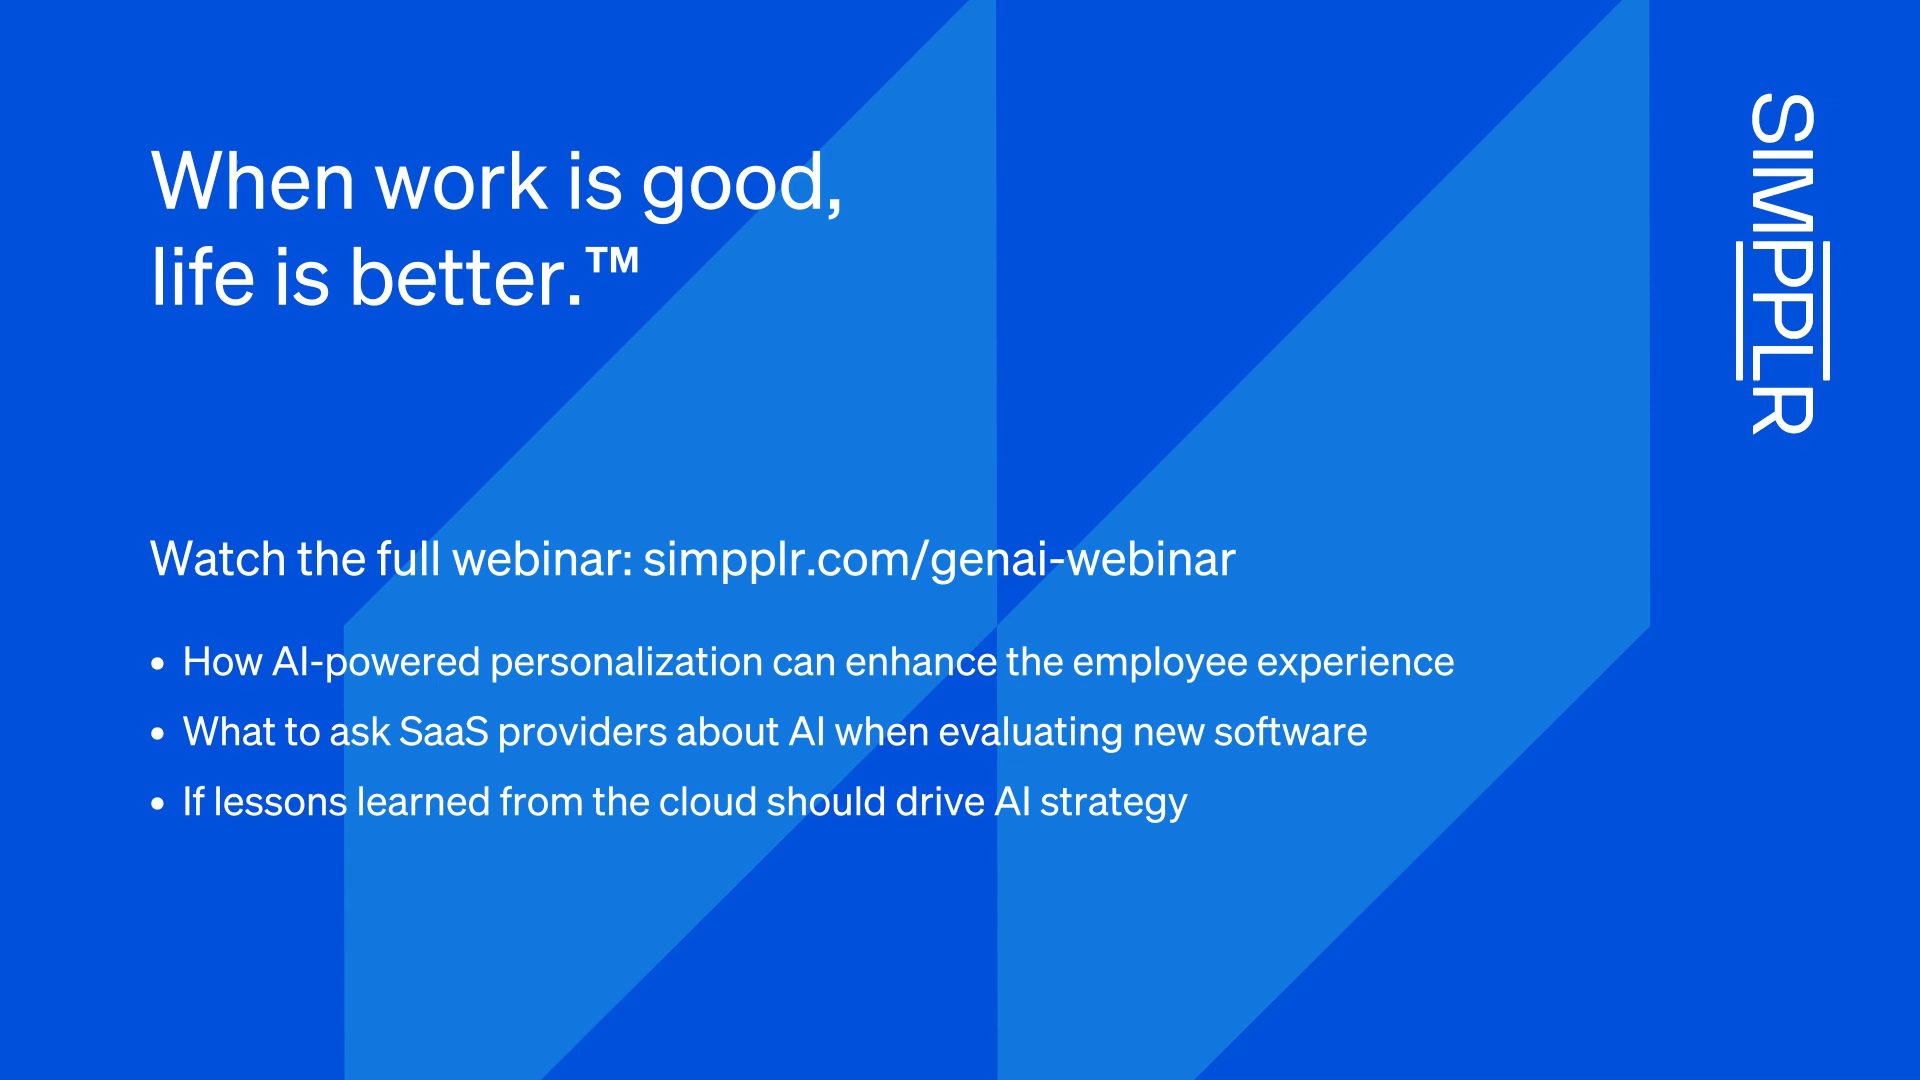 When work is good,
life is better.™
SIMPPLR
Watch the full webinar: simpplr.com/genai-webinar
• How AI-powered personalization can enhance the employee experience
• What to ask SaaS providers about AI when evaluating new software
• If lessons learned from the cloud should drive AI strategy